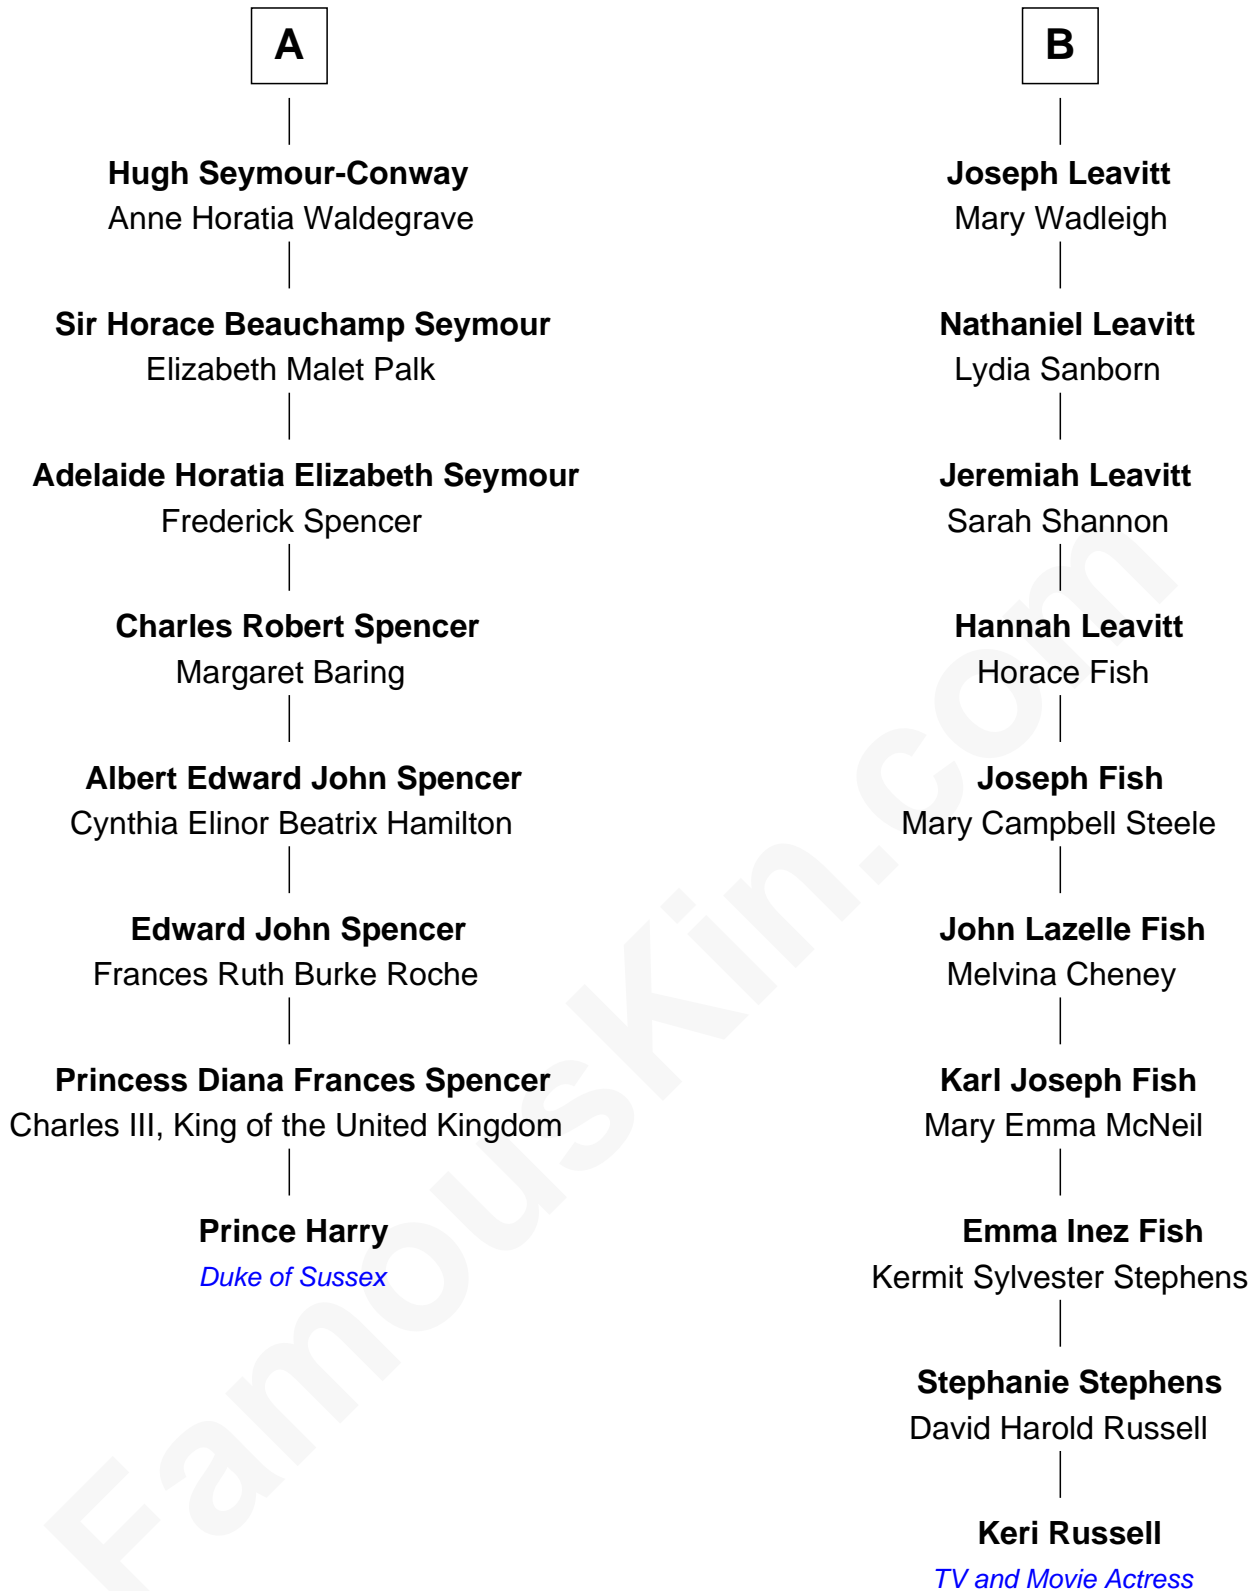 A
Hugh Seymour-Conway
Anne Horatia Waldegrave
Sir Horace Beauchamp Seymour
Elizabeth Malet Palk
Adelaide Horatia Elizabeth Seymour
Frederick Spencer
Charles Robert Spencer
Margaret Baring
Albert Edward John Spencer
Cynthia Elinor Beatrix Hamilton
Edward John Spencer
Frances Ruth Burke Roche
Princess Diana Frances Spencer
Charles III, King of the United Kingdom
Prince Harry
Duke of Sussex
B
Joseph Leavitt
Mary Wadleigh
Nathaniel Leavitt
Lydia Sanborn
Jeremiah Leavitt
Sarah Shannon
Hannah Leavitt
Horace Fish
Joseph Fish
Mary Campbell Steele
John Lazelle Fish
Melvina Cheney
Karl Joseph Fish
Mary Emma McNeil
Emma Inez Fish
Kermit Sylvester Stephens
Stephanie Stephens
David Harold Russell
Keri Russell
TV and Movie Actress
FamousKin.com